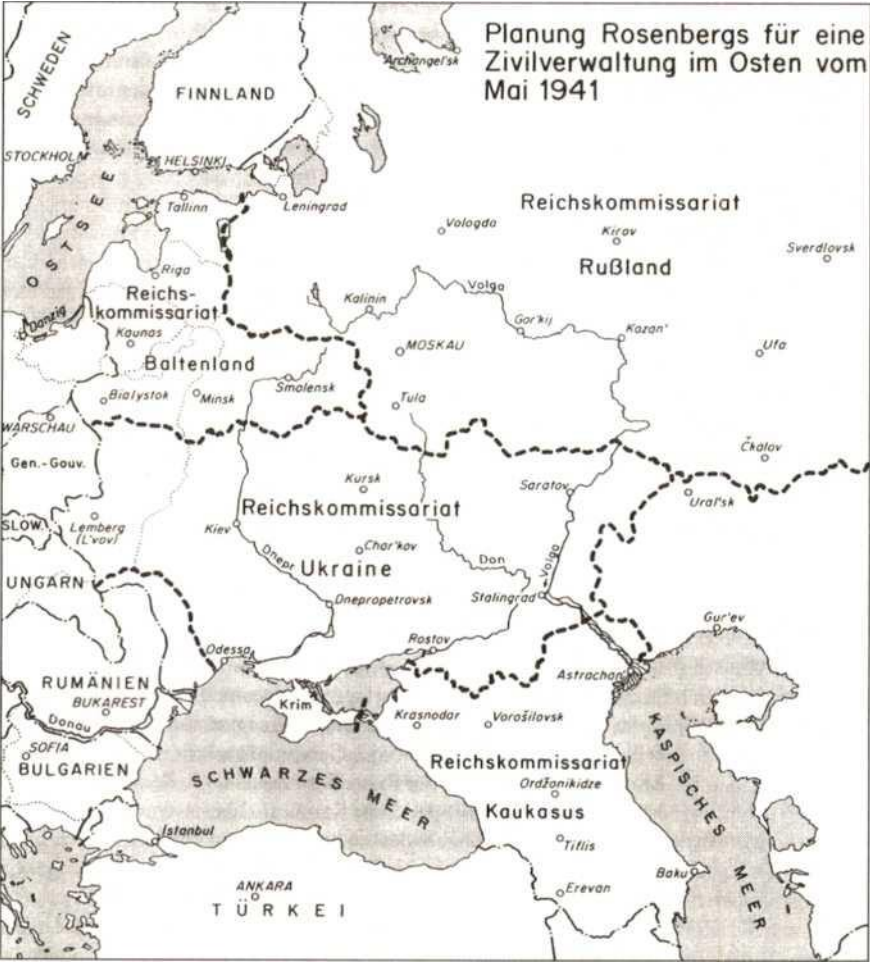 Planung Rosenbergs für eine
Zivilverwaltung im Osten vom
Mai 1941
SCHWEDEN
FINNLAND
Archangel'sk
STOCKHOLM
HELSINKI
Tallinn
Leningrad
OSTSEE
Reichskommissariat
Rußland
Vologda
Kirov
Sverdlovsk
Riga
Reichs-
kommissariat
Baltenland
Kalinin
Volga
Gor'kij
Kazan'
Danzig
Kaunas
MOSKAU
Ufa
Bialystok
Minsk
Smolensk
Tula
WARSCHAU
Gen.-Gouv.
Čkalov
Kursk
Saratov
Ural'sk
Reichskommissariat
Ukraine
SLOW.
Lemberg
(L'vov)
Kiev
Char'kov
Dnepr
Don
Volga
UNGARN
Dnepropetrovsk
Stalingrad
Gur'ev
Odessa
Rostov
Astrachan
RUMÄNIEN
BUKAREST
Krim
Krasnodar
Vorošilovsk
Donau
SOFIA
BULGARIEN
Reichskommissariat
Kaukasus
SCHWARZES MEER
Ordžonikidze
KASPISCHES MEER
Istanbul
Tiflis
Baku
ANKARA
Erevan
TÜRKEI